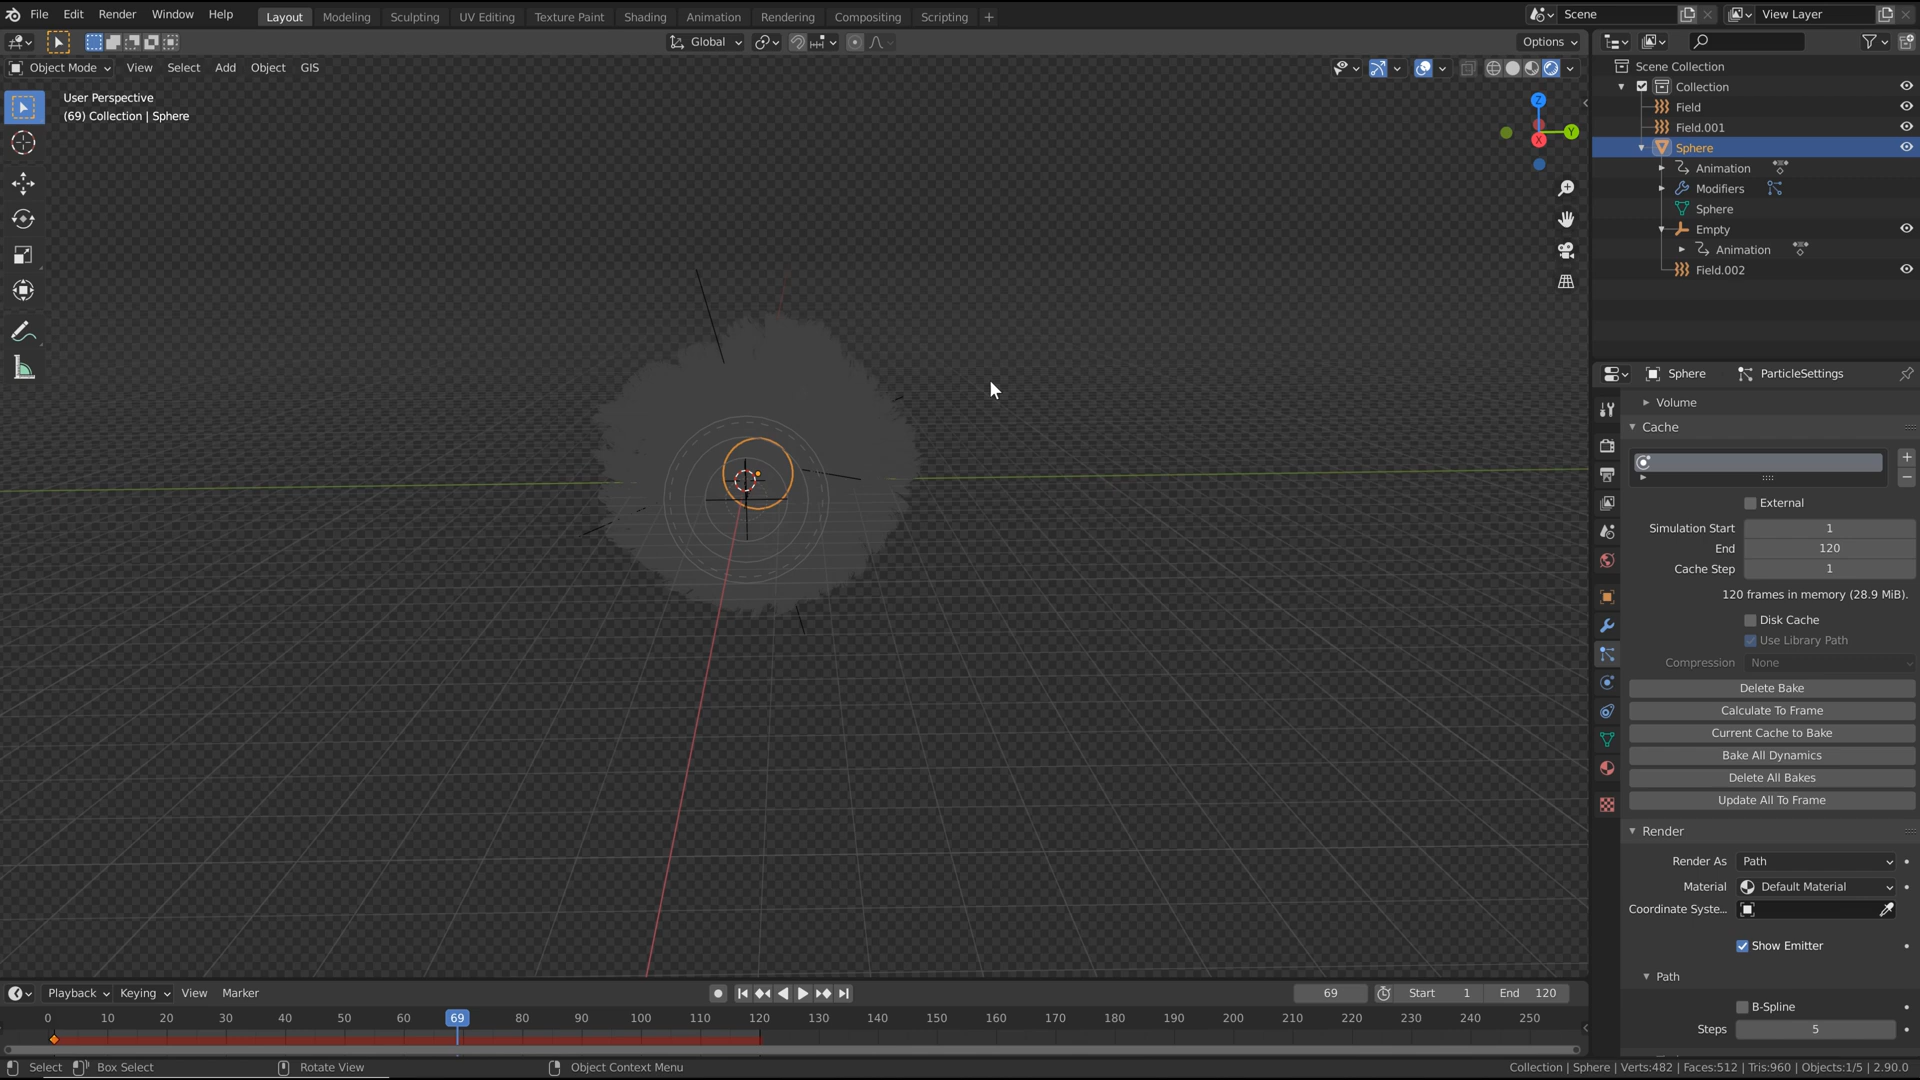 File Edit Render Window Help
Layout Modeling Sculpting UV Editing Texture Paint Shading Animation Rendering Compositing Scripting +
Scene
View Layer
Global
Options
Object Mode View Select Add Object GIS
User Perspective
(69) Collection | Sphere
Z
Y
X
Scene Collection
Collection
Field
Field.001
Sphere
Animation
Modifiers
Sphere
Empty
Animation
Field.002
Sphere ParticleSettings
Volume
Cache
External
Simulation Start 1
End 120
Cache Step 1
120 frames in memory (28.9 MiB).
Disk Cache
Use Library Path
Compression None
Delete Bake
Calculate To Frame
Current Cache to Bake
Bake All Dynamics
Delete All Bakes
Update All To Frame
Render
Render As Path
Material Default Material
Coordinate Syste...
Show Emitter
Path
B-Spline
Steps 5
Playback Keying View Marker
69 Start 1 End 120
0 10 20 30 40 50 60 69 80 90 100 110 120 130 140 150 160 170 180 190 200 210 220 230 240 250
Select Box Select Rotate View Object Context Menu
Collection | Sphere | Verts:482 | Faces:512 | Tris:960 | Objects:1/5 | 2.90.0